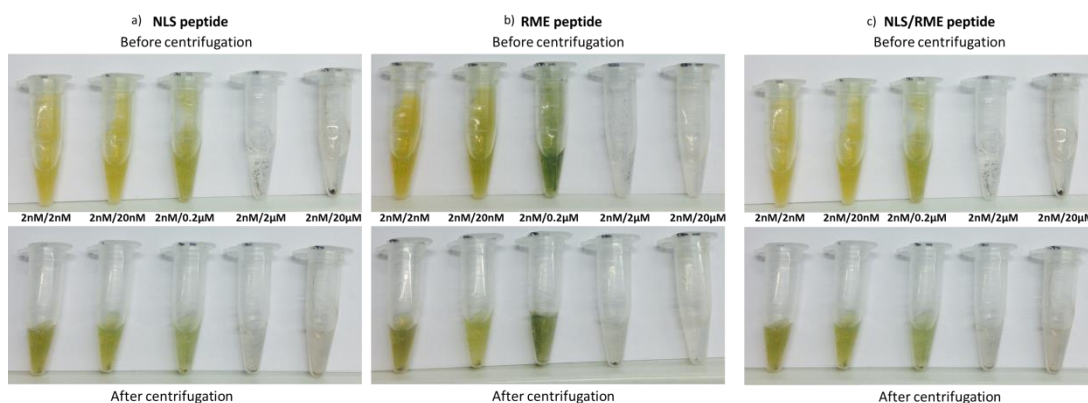 a) NLS peptide
Before centrifugation
2nM/2nM 2nM/20nM 2nM/0.2µM 2nM/2µM 2nM/20µM
After centrifugation
b) RME peptide
Before centrifugation
2nM/2nM 2nM/20nM 2nM/0.2µM 2nM/2µM 2nM/20µM
After centrifugation
c) NLS/RME peptide
Before centrifugation
2nM/2nM 2nM/20nM 2nM/0.2µM 2nM/2µM 2nM/20µM
After centrifugation